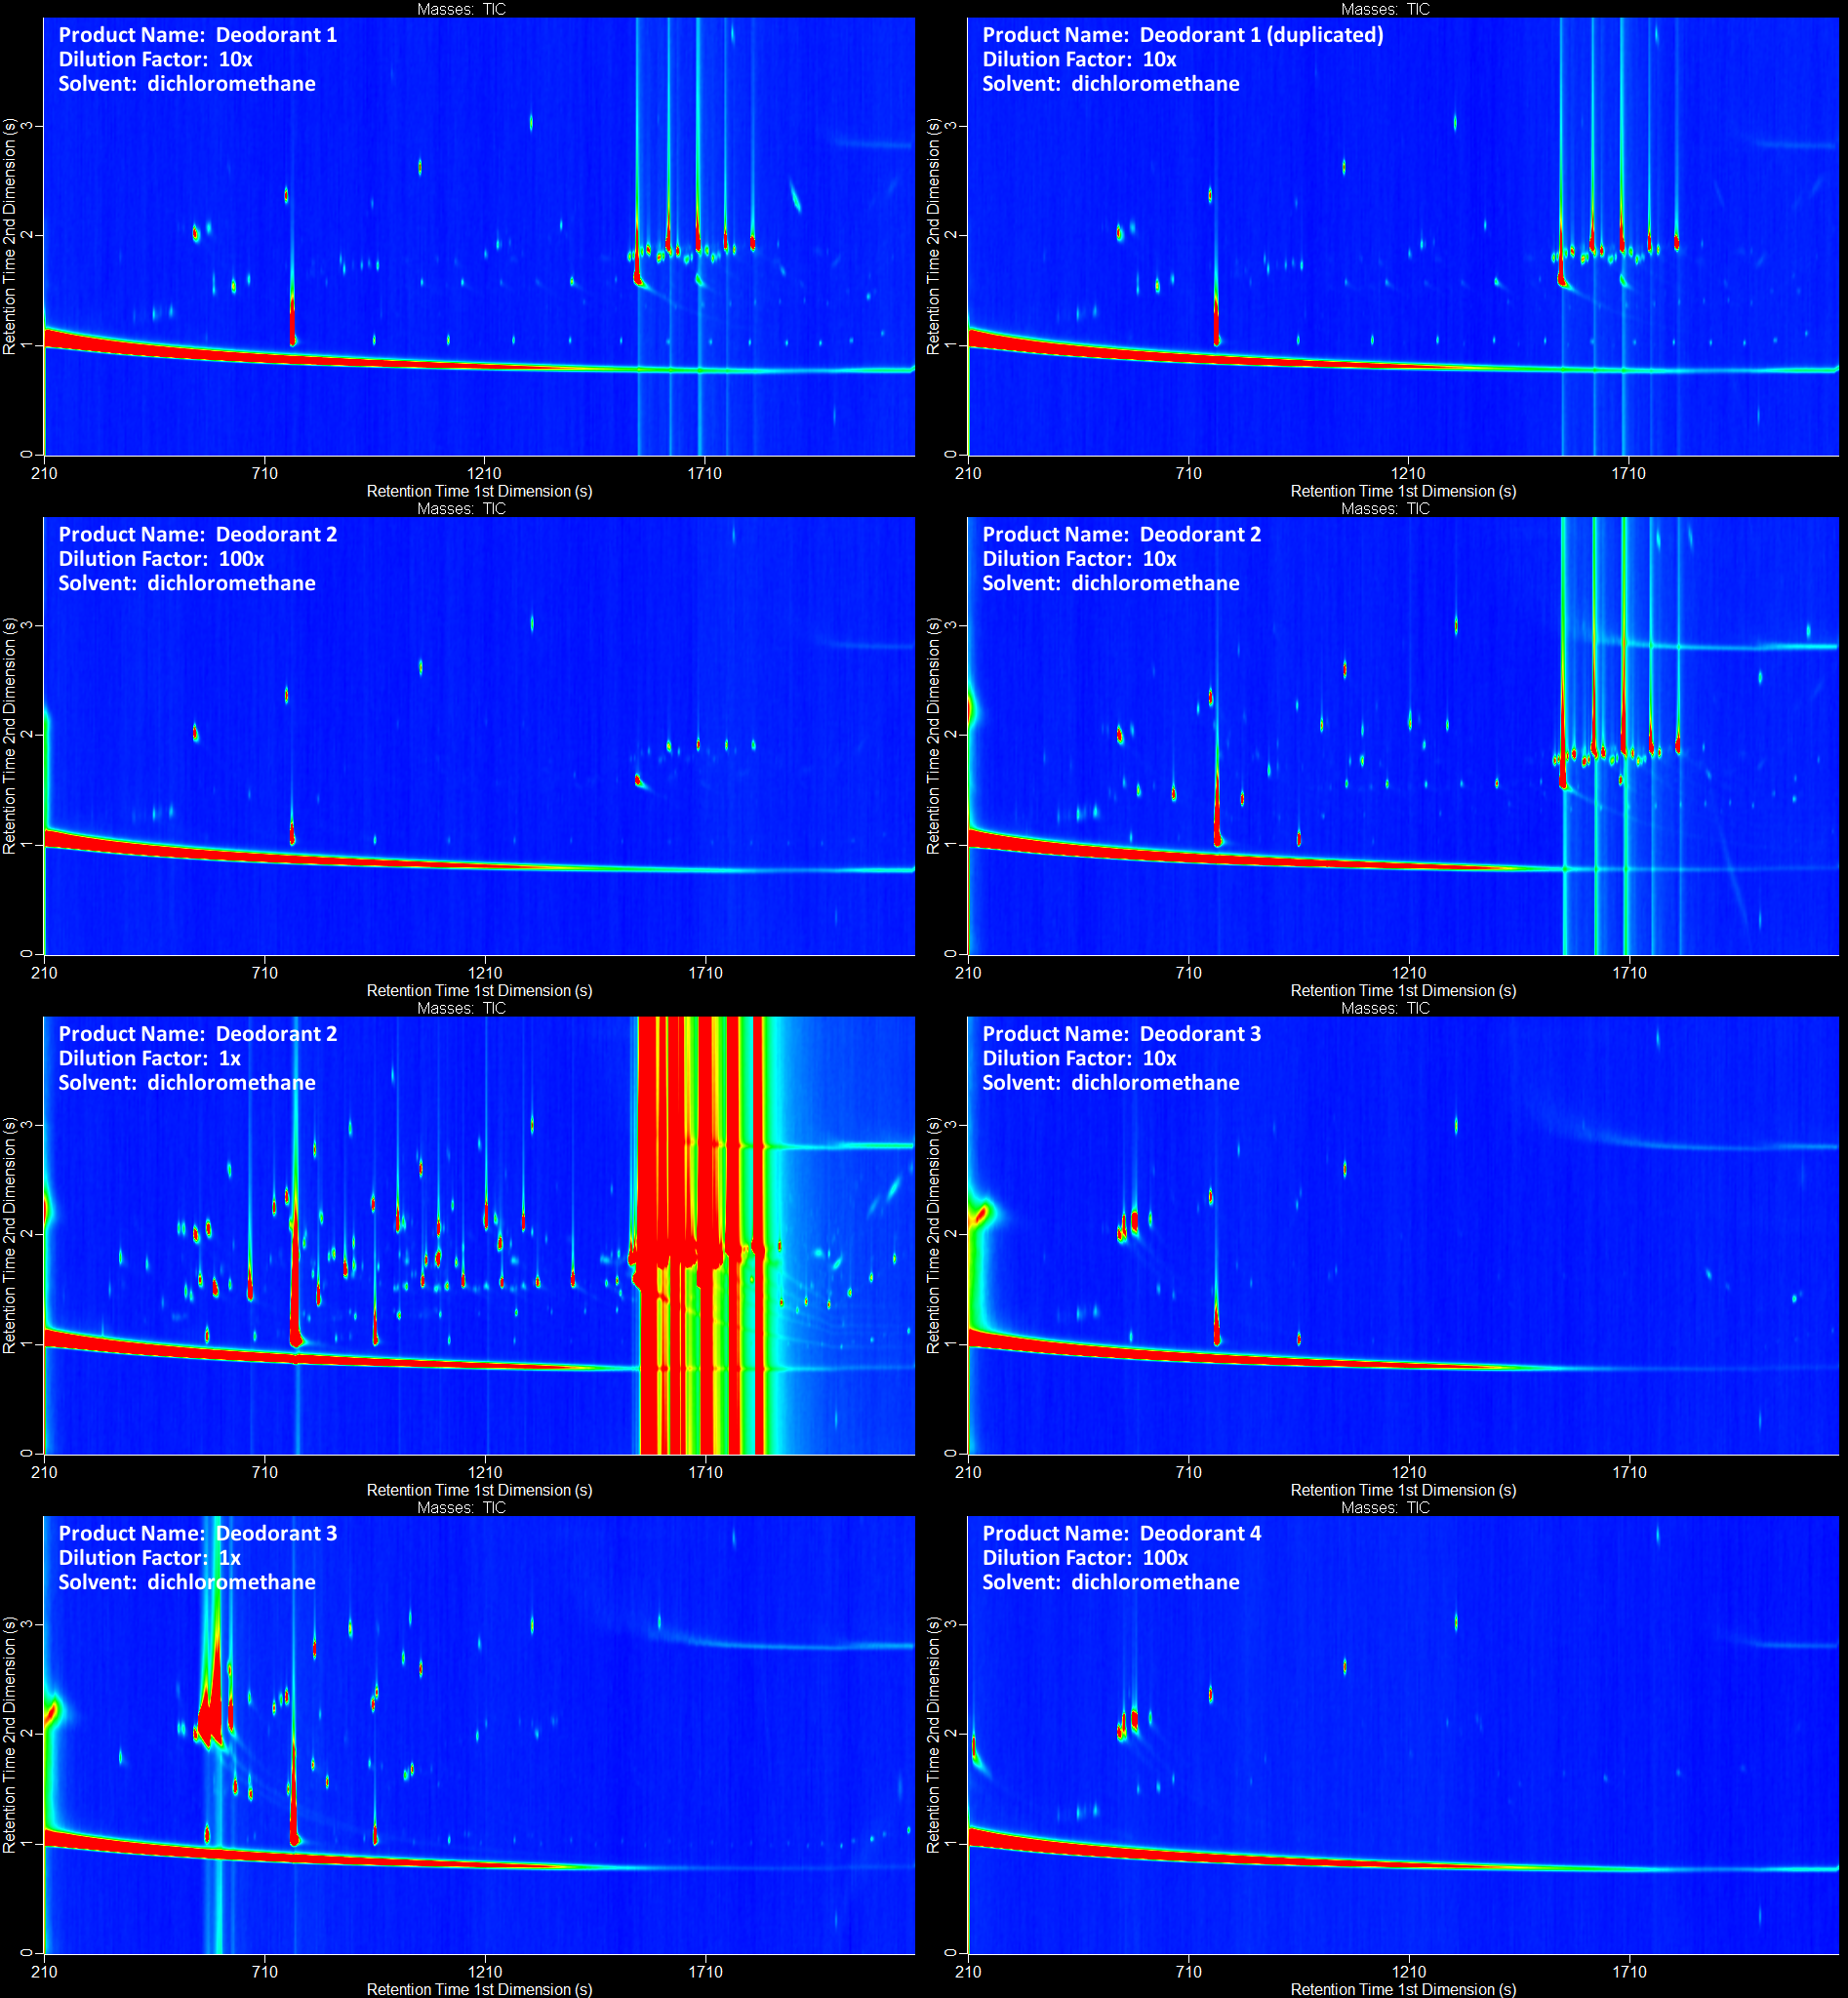 Masses: TIC
Product Name: Deodorant 1
Dilution Factor: 10x
Solvent: dichloromethane
Retention Time 2nd Dimension (s)
3
2
1
0
210 710 1210 1710
Retention Time 1st Dimension (s)
Masses: TIC
Product Name: Deodorant 1 (duplicated)
Dilution Factor: 10x
Solvent: dichloromethane
Retention Time 2nd Dimension (s)
3
2
1
0
210 710 1210 1710
Retention Time 1st Dimension (s)
Masses: TIC
Product Name: Deodorant 2
Dilution Factor: 100x
Solvent: dichloromethane
Retention Time 2nd Dimension (s)
3
2
1
0
210 710 1210 1710
Retention Time 1st Dimension (s)
Masses: TIC
Product Name: Deodorant 2
Dilution Factor: 10x
Solvent: dichloromethane
Retention Time 2nd Dimension (s)
3
2
1
0
210 710 1210 1710
Retention Time 1st Dimension (s)
Masses: TIC
Product Name: Deodorant 2
Dilution Factor: 1x
Solvent: dichloromethane
Retention Time 2nd Dimension (s)
3
2
1
0
210 710 1210 1710
Retention Time 1st Dimension (s)
Masses: TIC
Product Name: Deodorant 3
Dilution Factor: 10x
Solvent: dichloromethane
Retention Time 2nd Dimension (s)
3
2
1
0
210 710 1210 1710
Retention Time 1st Dimension (s)
Masses: TIC
Product Name: Deodorant 3
Dilution Factor: 1x
Solvent: dichloromethane
Retention Time 2nd Dimension (s)
3
2
1
0
210 710 1210 1710
Retention Time 1st Dimension (s)
Masses: TIC
Product Name: Deodorant 4
Dilution Factor: 100x
Solvent: dichloromethane
Retention Time 2nd Dimension (s)
3
2
1
0
210 710 1210 1710
Retention Time 1st Dimension (s)